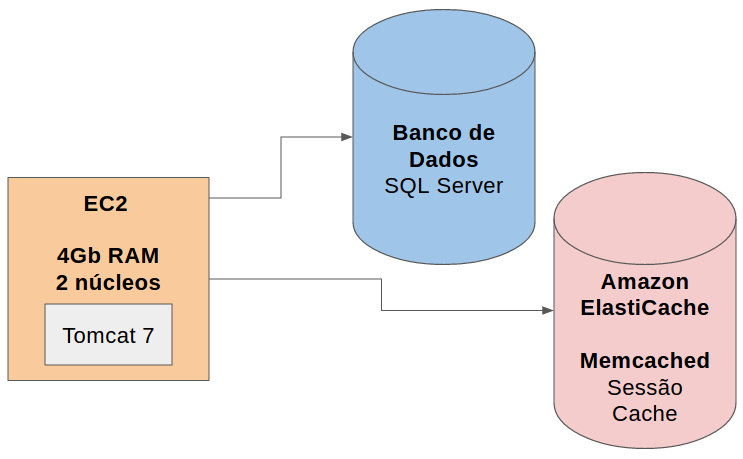 EC2
4Gb RAM
2 núcleos
Tomcat 7
Banco de
Dados
SQL Server
Amazon
ElastiCache
Memcached
Sessão
Cache